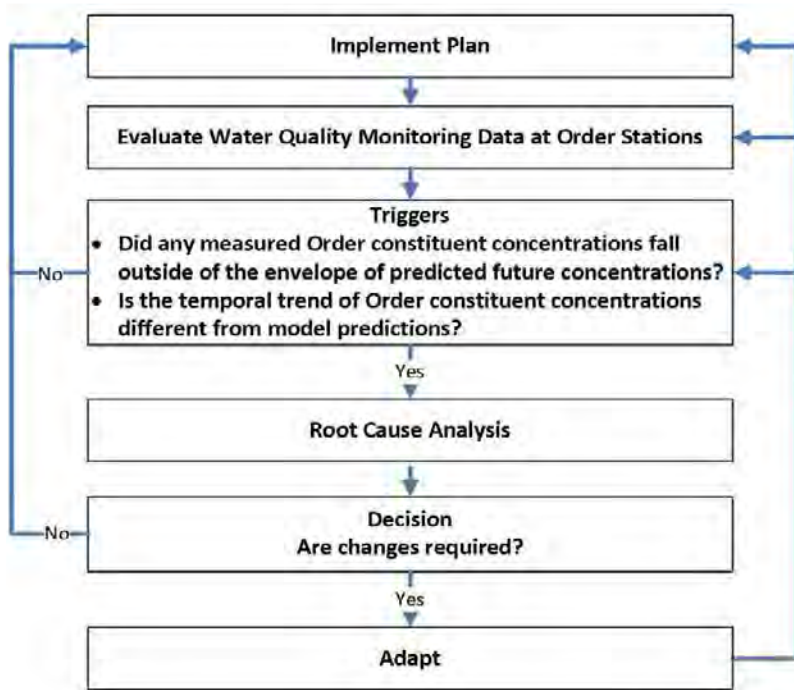 Implement Plan
Evaluate Water Quality Monitoring Data at Order Stations
Triggers
• Did any measured Order constituent concentrations fall
outside of the envelope of predicted future concentrations?
No
• Is the temporal trend of Order constituent concentrations
different from model predictions?
Yes
Root Cause Analysis
Decision
No
Are changes required?
Yes
Adapt